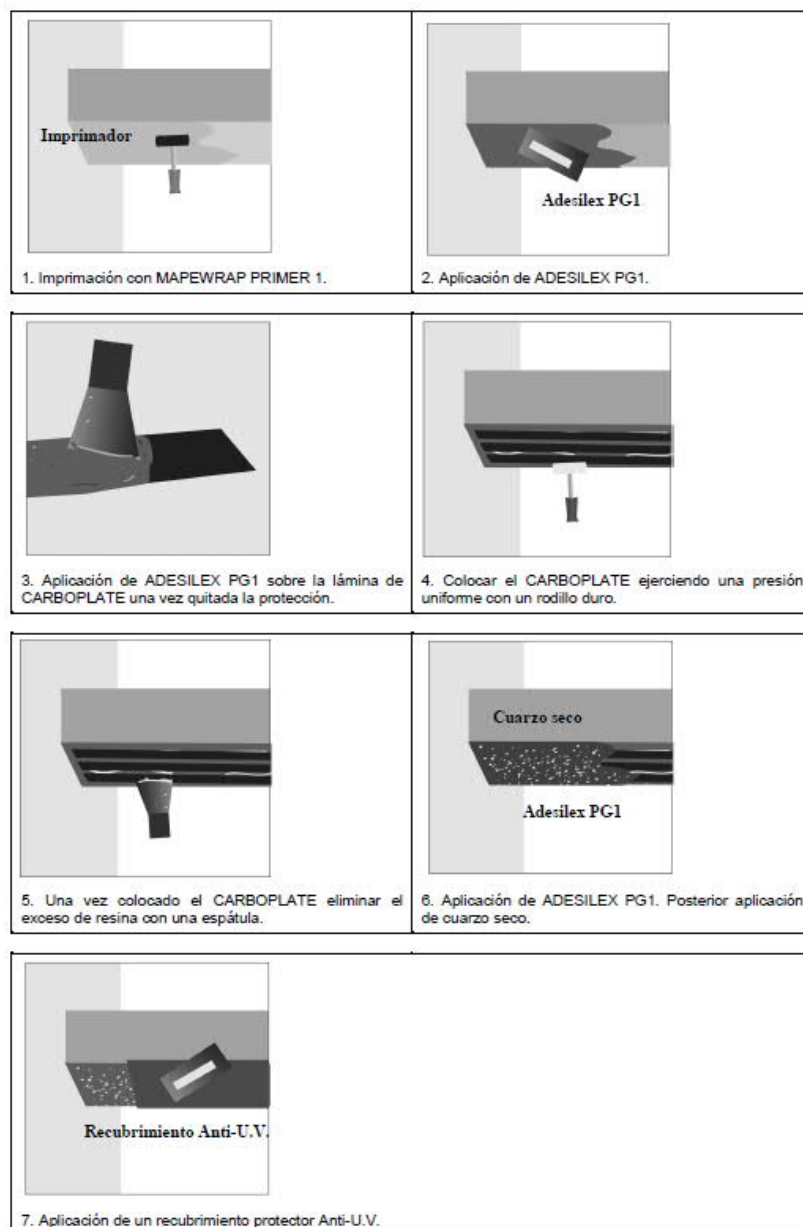 Imprimador
1. Imprimación con MAPEWRAP PRIMER 1.
Adesilex PG1
2. Aplicación de ADESILEX PG1.
3. Aplicación de ADESILEX PG1 sobre la lámina de
CARBOPLATE una vez quitada la protección.
4. Colocar el CARBOPLATE ejerciendo una presión
uniforme con un rodillo duro.
5. Una vez colocado el CARBOPLATE eliminar el
exceso de resina con una espátula.
Cuarzo seco
Adesilex PG1
6. Aplicación de ADESILEX PG1. Posterior aplicación
de cuarzo seco.
Recubrimiento Anti-U.V.
7. Aplicación de un recubrimiento protector Anti-U.V.